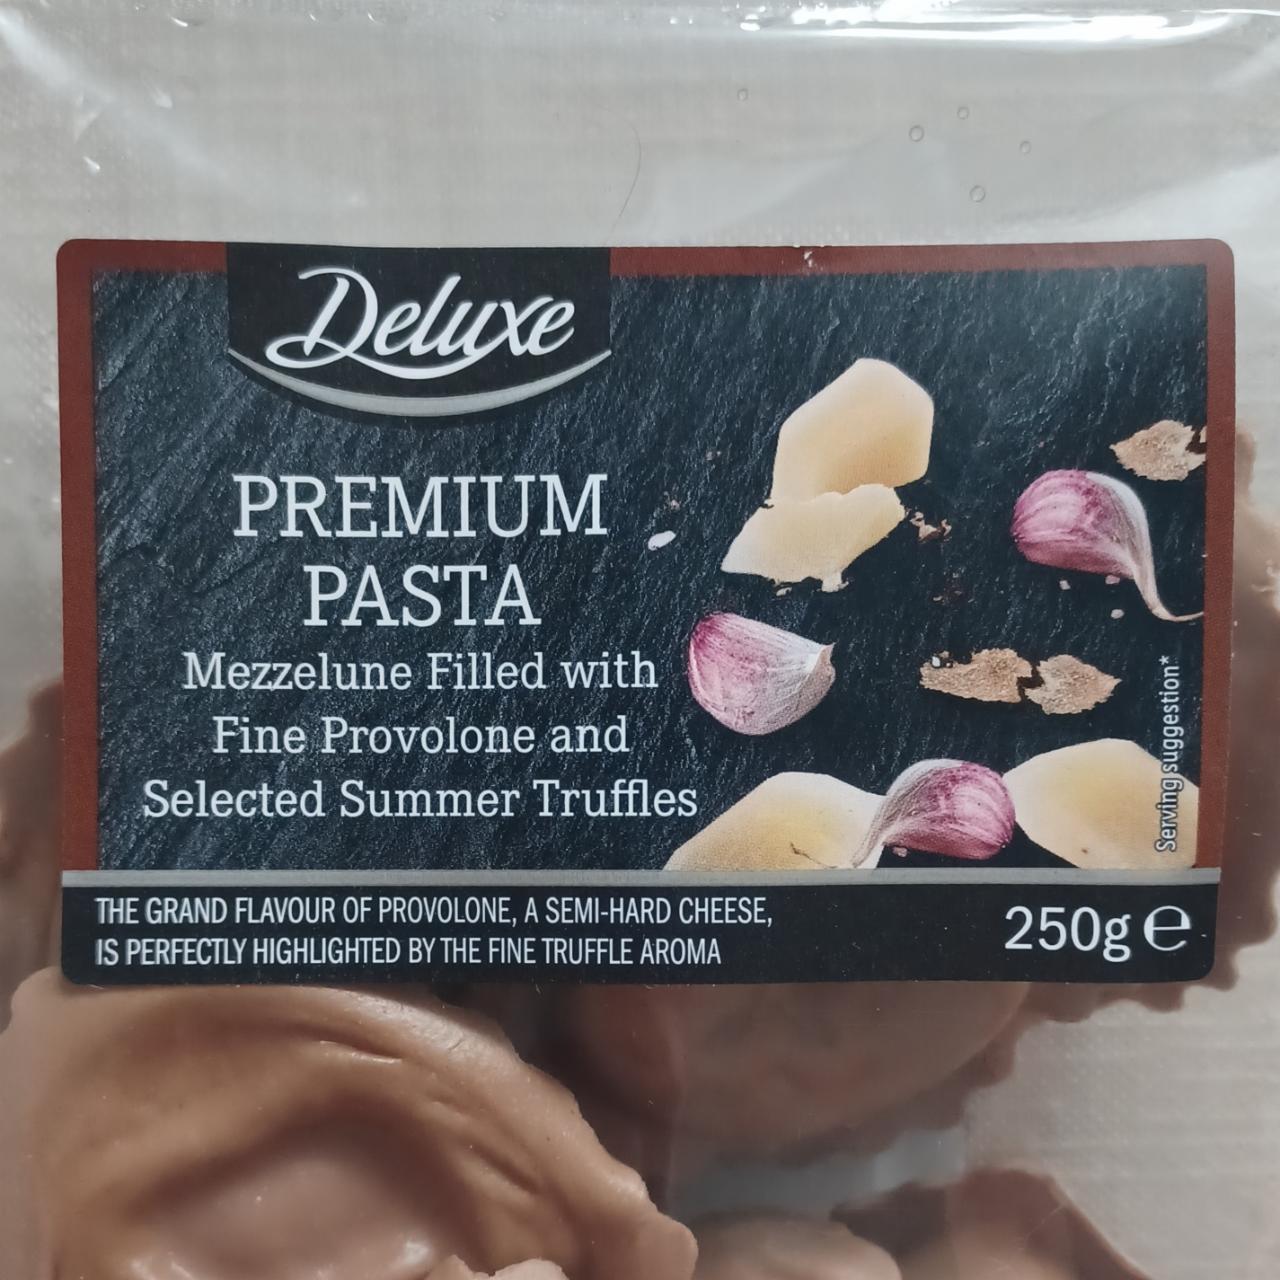 Deluxe
PREMIUM
PASTA
Mezzelune Filled with
Fine Provolone and
Selected Summer Truffles
Serving suggestion*
THE GRAND FLAVOUR OF PROVOLONE, A SEMI-HARD CHEESE,
IS PERFECTLY HIGHLIGHTED BY THE FINE TRUFFLE AROMA
250g ℮